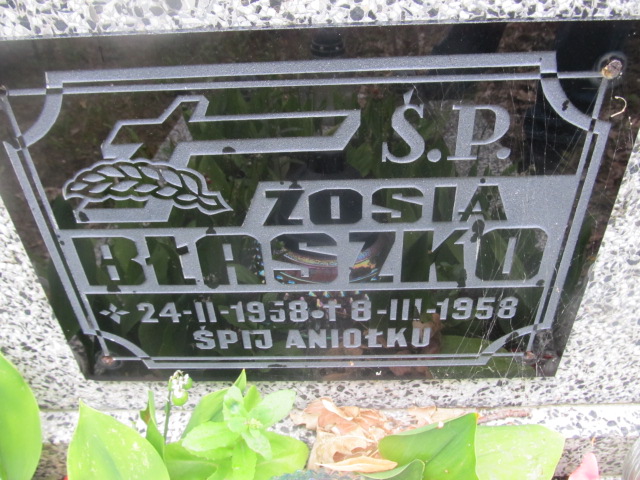 Ś.P.
ZOSIA
BŁASZKO
24-II-1958 ✝ 8-III-1958
ŚPIJ ANIOŁKU